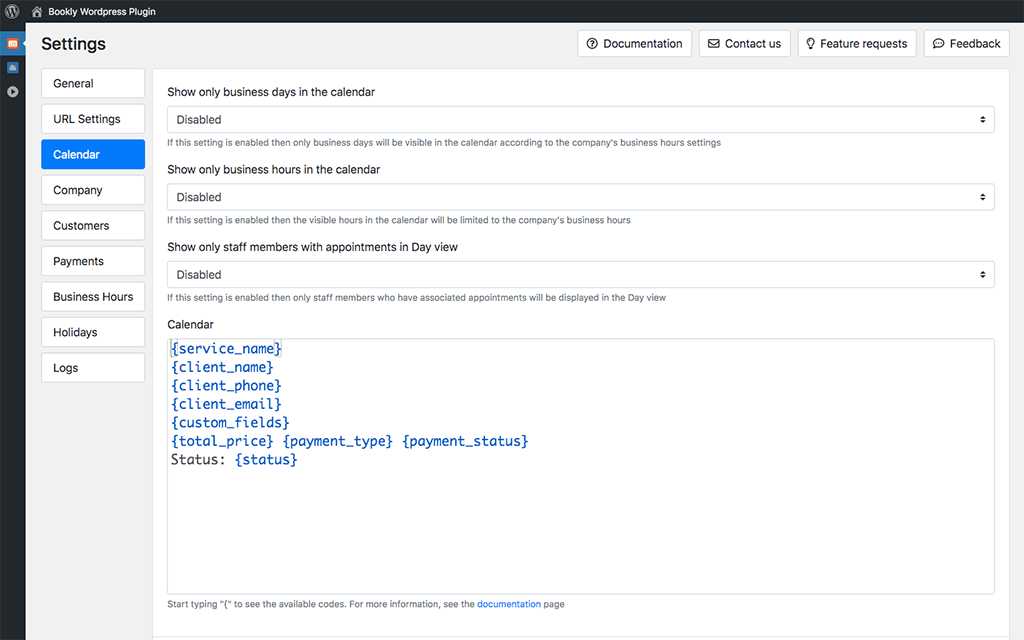 Bookly Wordpress Plugin
Settings
Documentation
Contact us
Feature requests
Feedback
General
URL Settings
Calendar
Company
Customers
Payments
Business Hours
Holidays
Logs
Show only business days in the calendar
Disabled
If this setting is enabled then only business days will be visible in the calendar according to the company's business hours settings
Show only business hours in the calendar
Disabled
If this setting is enabled then the visible hours in the calendar will be limited to the company's business hours
Show only staff members with appointments in Day view
Disabled
If this setting is enabled then only staff members who have associated appointments will be displayed in the Day view
Calendar
{service_name}
{client_name}
{client_phone}
{client_email}
{custom_fields}
{total_price} {payment_type} {payment_status}
Status: {status}
Start typing "{" to see the available codes. For more information, see the documentation page